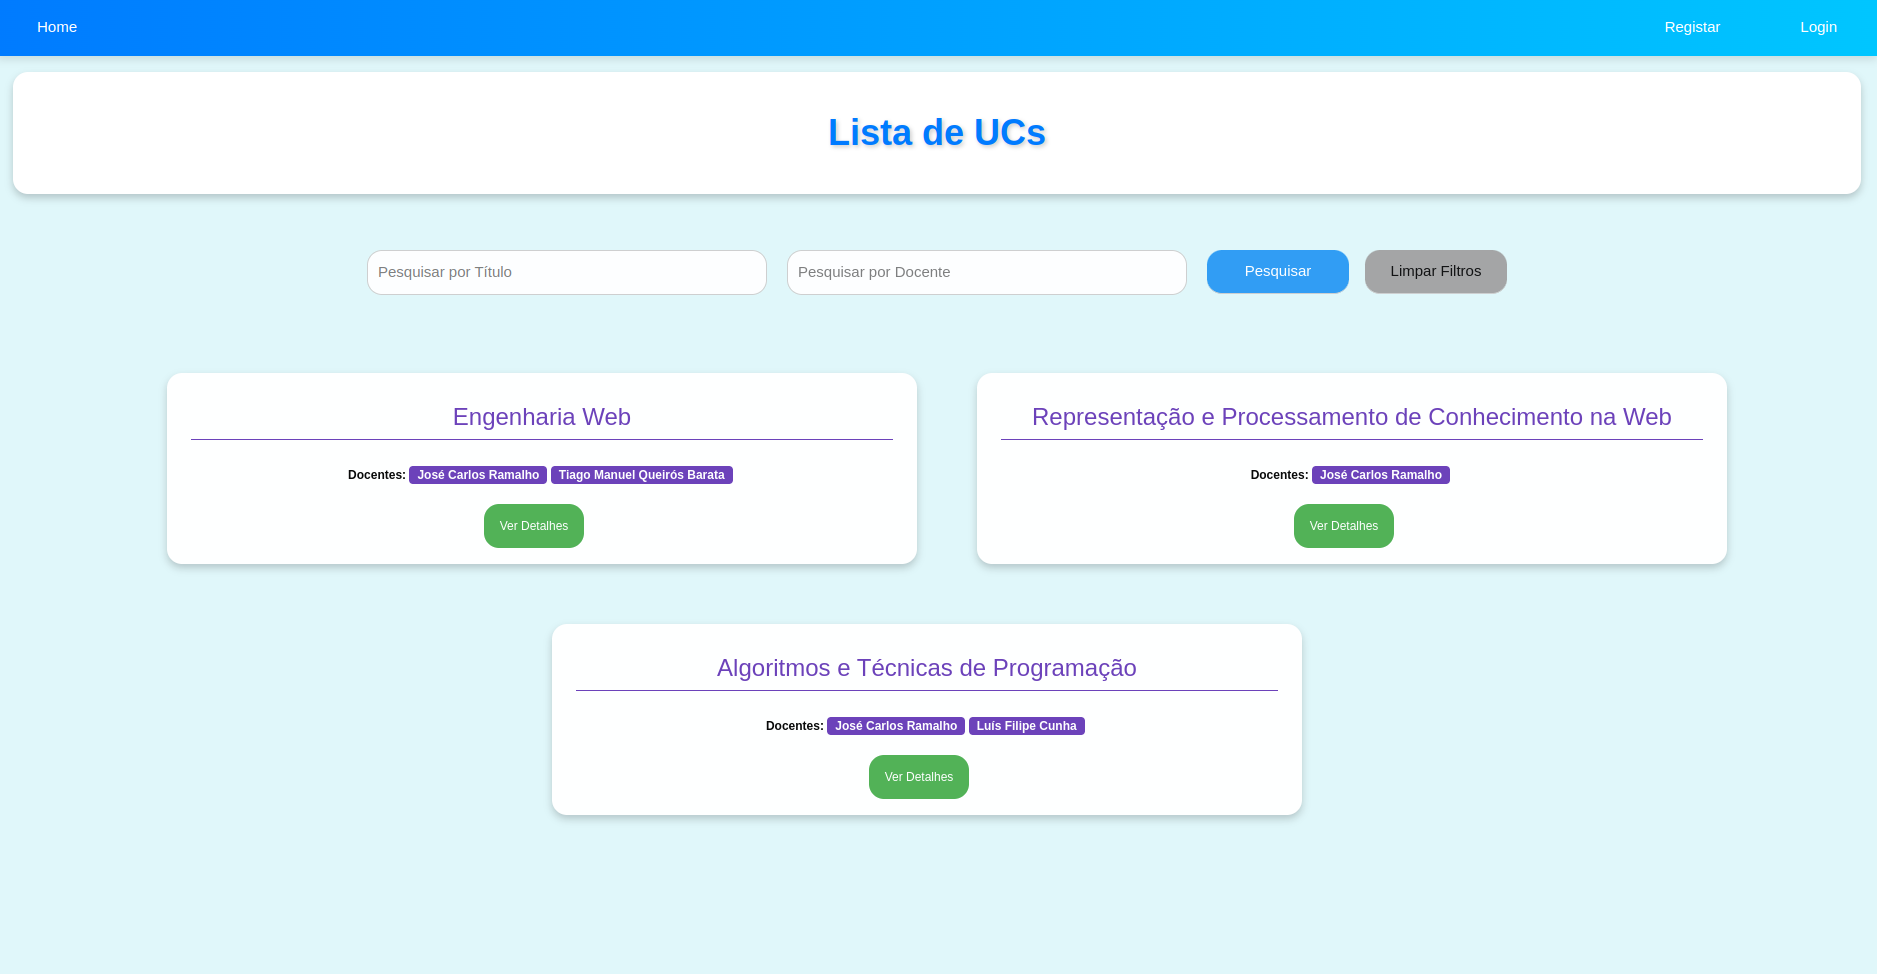 Home Registar Login
Lista de UCs
Pesquisar por Título Pesquisar por Docente Pesquisar Limpar Filtros
Engenharia Web
Docentes: José Carlos Ramalho Tiago Manuel Queirós Barata
Ver Detalhes
Representação e Processamento de Conhecimento na Web
Docentes: José Carlos Ramalho
Ver Detalhes
Algoritmos e Técnicas de Programação
Docentes: José Carlos Ramalho Luís Filipe Cunha
Ver Detalhes